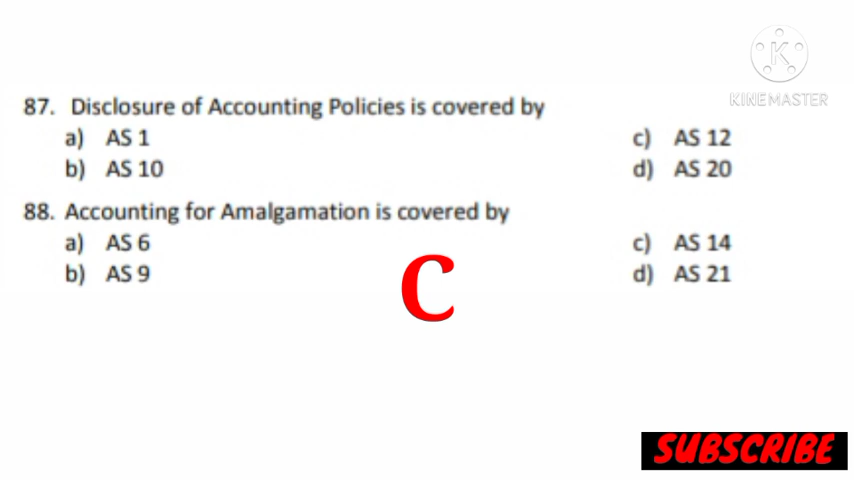 K
KINEMASTER
87. Disclosure of Accounting Policies is covered by
a) AS 1 c) AS 12
b) AS 10 d) AS 20
88. Accounting for Amalgamation is covered by
a) AS 6 c) AS 14
b) AS 9 d) AS 21
C
SUBSCRIBE